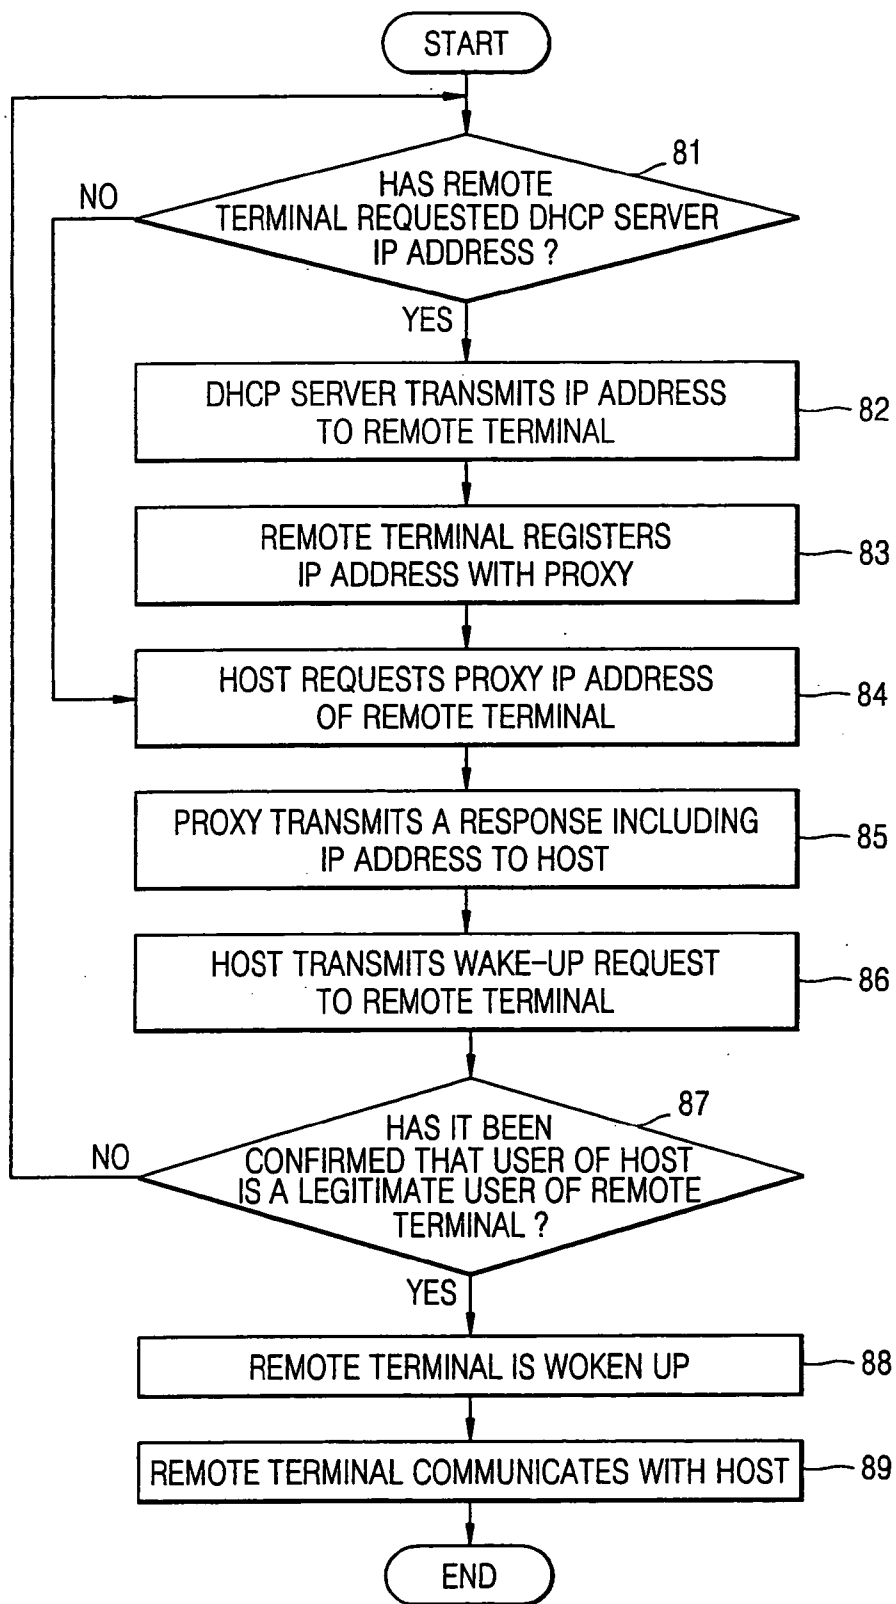 START
81
HAS REMOTE
TERMINAL REQUESTED DHCP SERVER
IP ADDRESS ?
NO
YES
DHCP SERVER TRANSMITS IP ADDRESS
TO REMOTE TERMINAL
82
REMOTE TERMINAL REGISTERS
IP ADDRESS WITH PROXY
83
HOST REQUESTS PROXY IP ADDRESS
OF REMOTE TERMINAL
84
PROXY TRANSMITS A RESPONSE INCLUDING
IP ADDRESS TO HOST
85
HOST TRANSMITS WAKE-UP REQUEST
TO REMOTE TERMINAL
86
87
HAS IT BEEN
CONFIRMED THAT USER OF HOST
IS A LEGITIMATE USER OF REMOTE
TERMINAL ?
NO
YES
REMOTE TERMINAL IS WOKEN UP
88
REMOTE TERMINAL COMMUNICATES WITH HOST
89
END